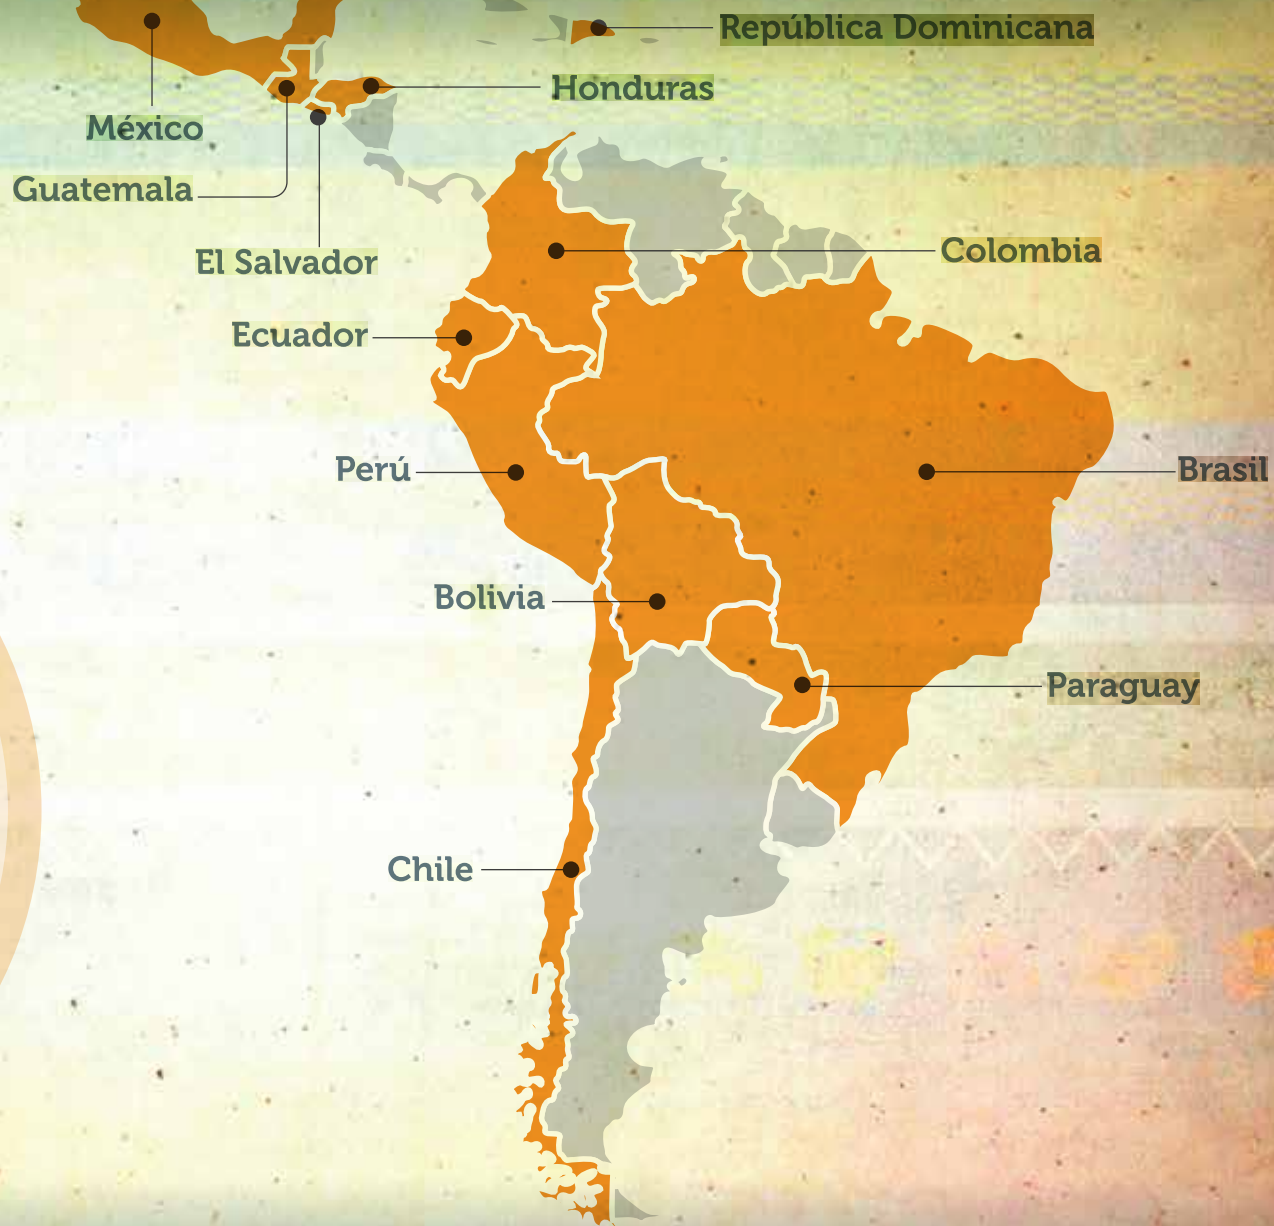 República Dominicana
Honduras
México
Guatemala
El Salvador
Colombia
Ecuador
Perú
Brasil
Bolivia
Paraguay
Chile